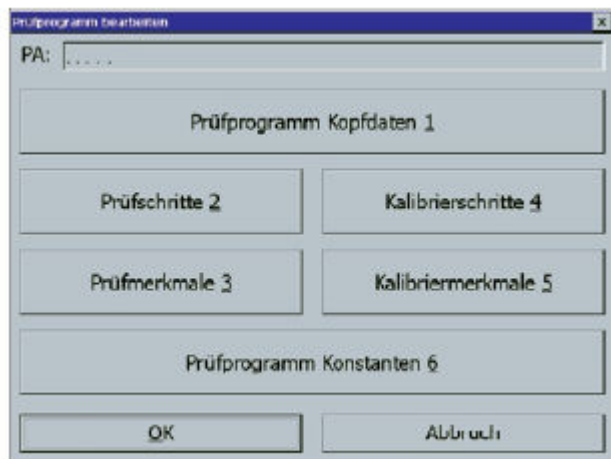 Prüfprogramm bearbeiten
PA: .....
Prüfprogramm Kopfdaten 1
Prüfschritte 2 Kalibrierschritte 4
Prüfmerkmale 3 Kalibriermerkmale 5
Prüfprogramm Konstanten 6
OK Abbruch